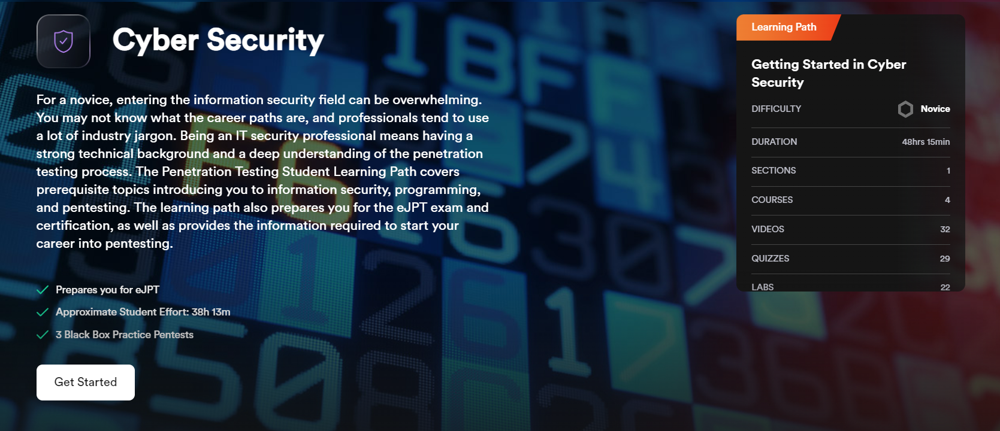 Cyber Security
For a novice, entering the information security field can be overwhelming.
You may not know what the career paths are, and professionals tend to use
a lot of industry jargon. Being an IT security professional means having a
strong technical background and a deep understanding of the penetration
testing process. The Penetration Testing Student Learning Path covers
prerequisite topics introducing you to information security, programming,
and pentesting. The learning path also prepares you for the eJPT exam and
certification, as well as provides the information required to start your
career into pentesting.
Prepares you for eJPT
Approximate Student Effort: 38h 13m
3 Black Box Practice Pentests
Get Started
Learning Path
Getting Started in Cyber
Security
DIFFICULTY Novice
DURATION 48hrs 15min
SECTIONS 1
COURSES 4
VIDEOS 32
QUIZZES 29
LABS 22